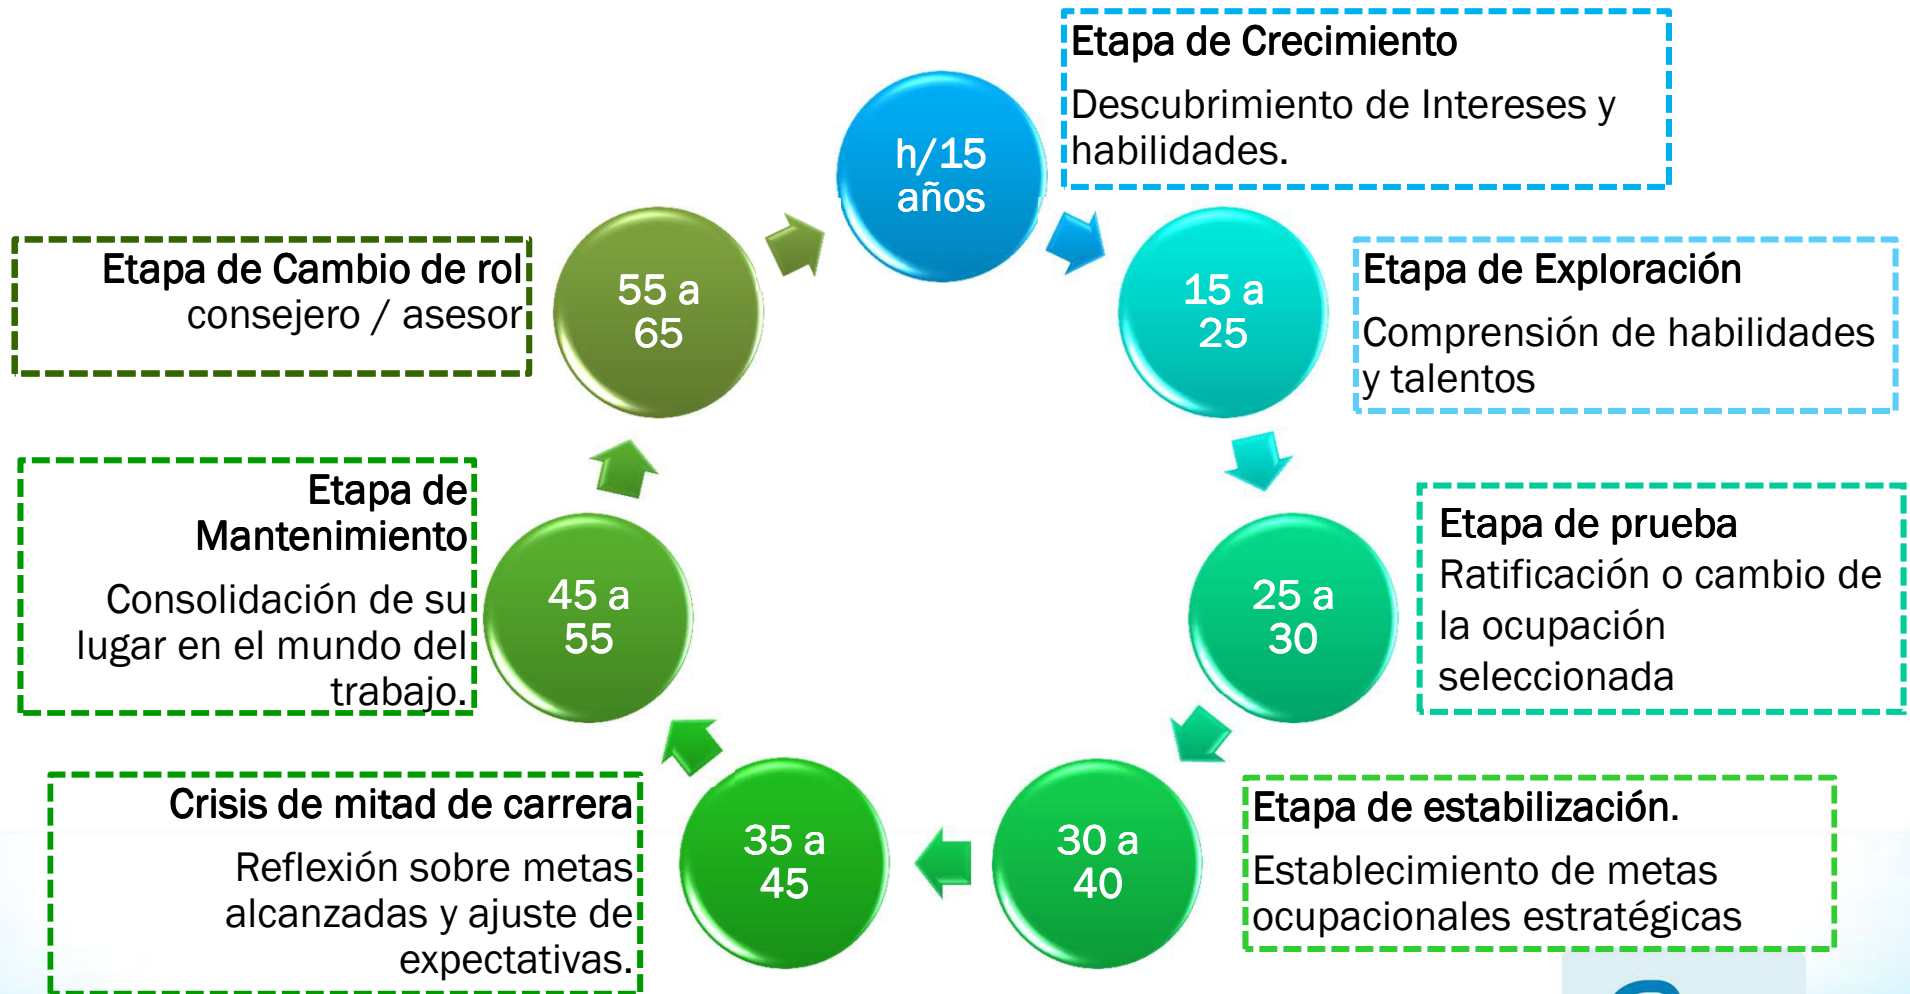 h/15
años
Etapa de Crecimiento
Descubrimiento de Intereses y
habilidades.
15 a
25
Etapa de Exploración
Comprensión de habilidades
y talentos
25 a
30
Etapa de prueba
Ratificación o cambio de
la ocupación
seleccionada
30 a
40
Etapa de estabilización.
Establecimiento de metas
ocupacionales estratégicas
35 a
45
Crisis de mitad de carrera
Reflexión sobre metas
alcanzadas y ajuste de
expectativas.
45 a
55
Etapa de
Mantenimiento
Consolidación de su
lugar en el mundo del
trabajo.
55 a
65
Etapa de Cambio de rol
consejero / asesor